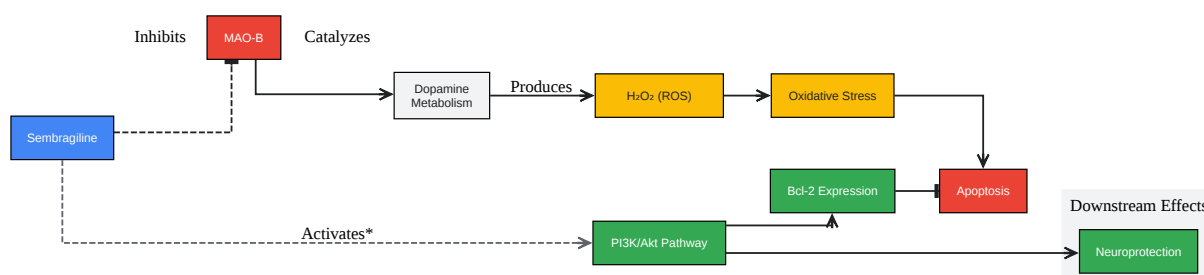 Inhibits
MAO-B
Catalyzes
Dopamine
Metabolism
Produces
H₂O₂ (ROS)
Oxidative Stress
Sembragiline
Bcl-2 Expression
Apoptosis
Downstream Effects
Activates*
PI3K/Akt Pathway
Neuroprotection